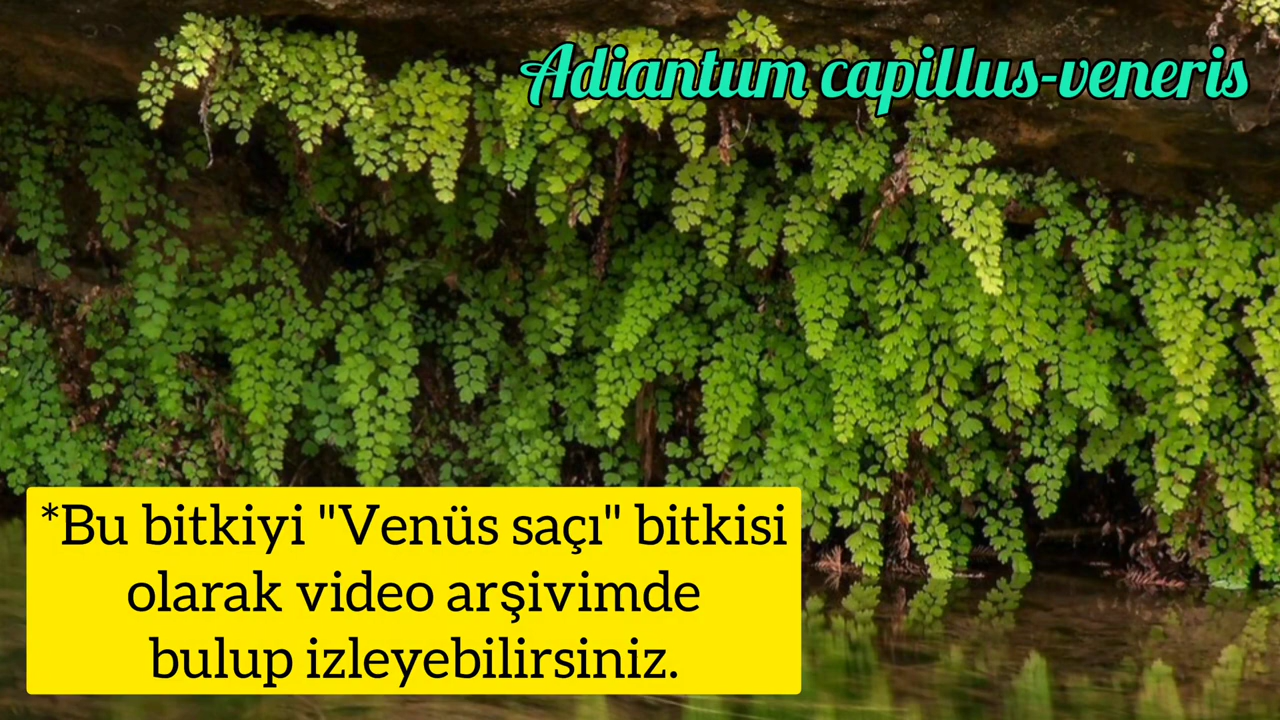 Adiantum capillus-veneris
*Bu bitkiyi "Venüs saçı" bitkisi
olarak video arşivimde
bulup izleyebilirsiniz.